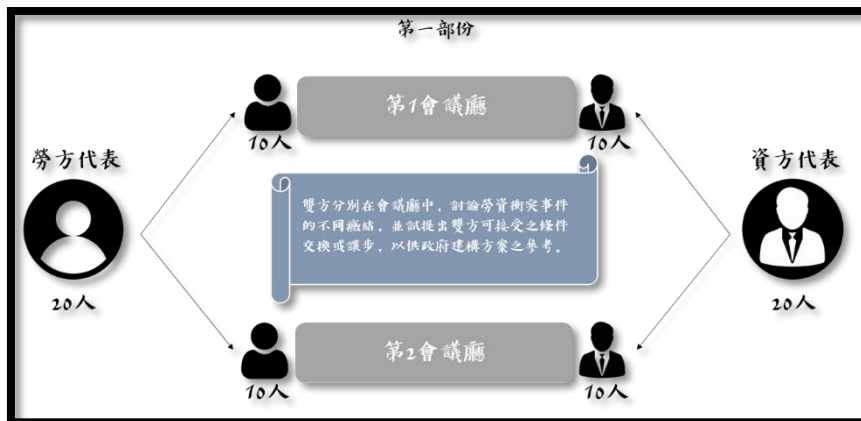 第一部份
第1會議廳
10人
10人
勞方代表
資方代表
雙方分別在會議廳中，討論勞資衝突事件
的不同癥結，並試提出雙方可接受之條件
交換或讓步，以供政府建構方案之參考。
20人
20人
第2會議廳
10人
10人